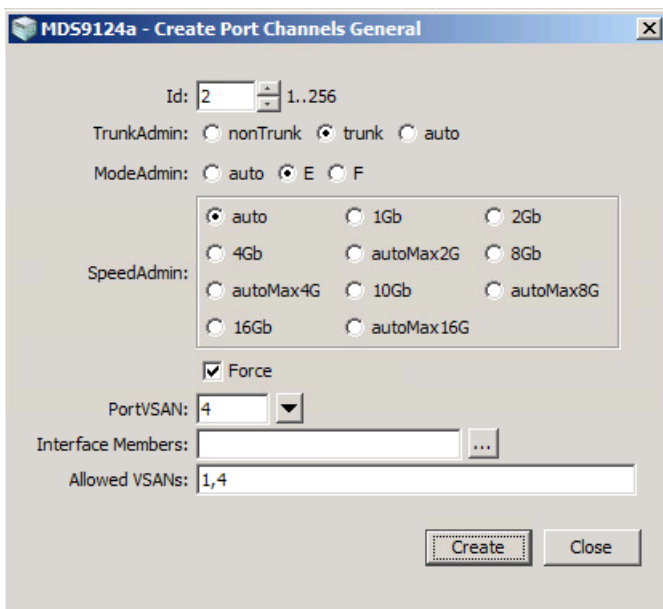 MDS9124a - Create Port Channels General
Id: 2 1..256
TrunkAdmin: nonTrunk trunk auto
ModeAdmin: auto E F
auto 1Gb 2Gb
4Gb autoMax2G 8Gb
SpeedAdmin:
autoMax4G 10Gb autoMax8G
16Gb autoMax16G
Force
PortVSAN: 4
Interface Members: ...
Allowed VSANs: 1,4
Create Close